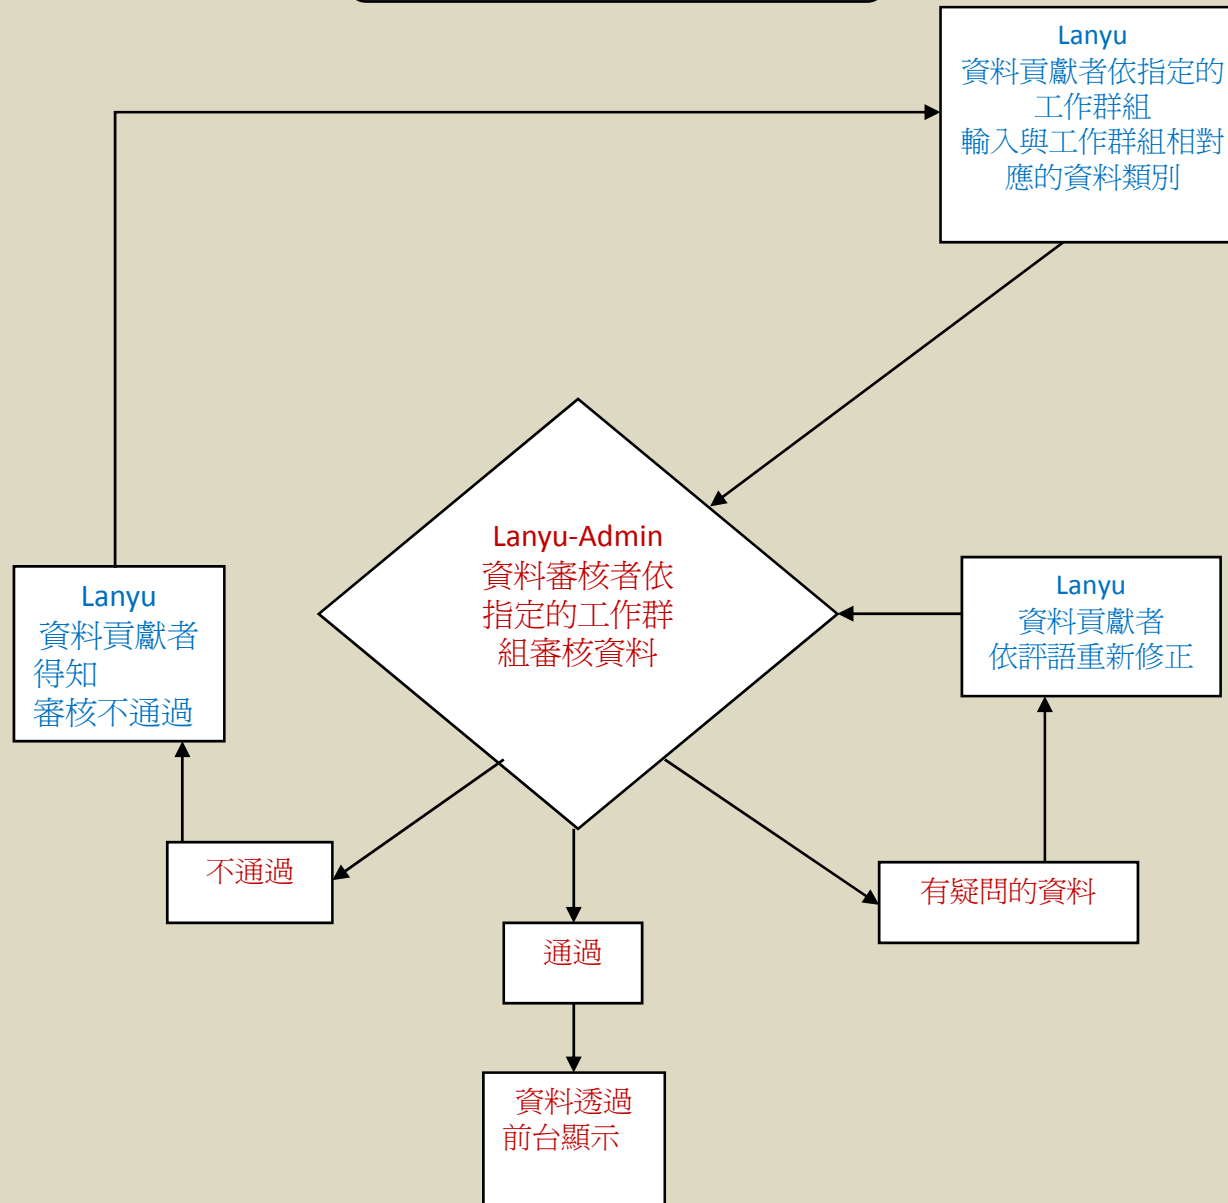 Lanyu
資料貢獻者依指定的
工作群組
輸入與工作群組相對
應的資料類別
Lanyu-Admin
資料審核者依
指定的工作群
組審核資料
Lanyu
資料貢獻者
得知
審核不通過
Lanyu
資料貢獻者
依評語重新修正
不通過
有疑問的資料
通過
資料透過
前台顯示